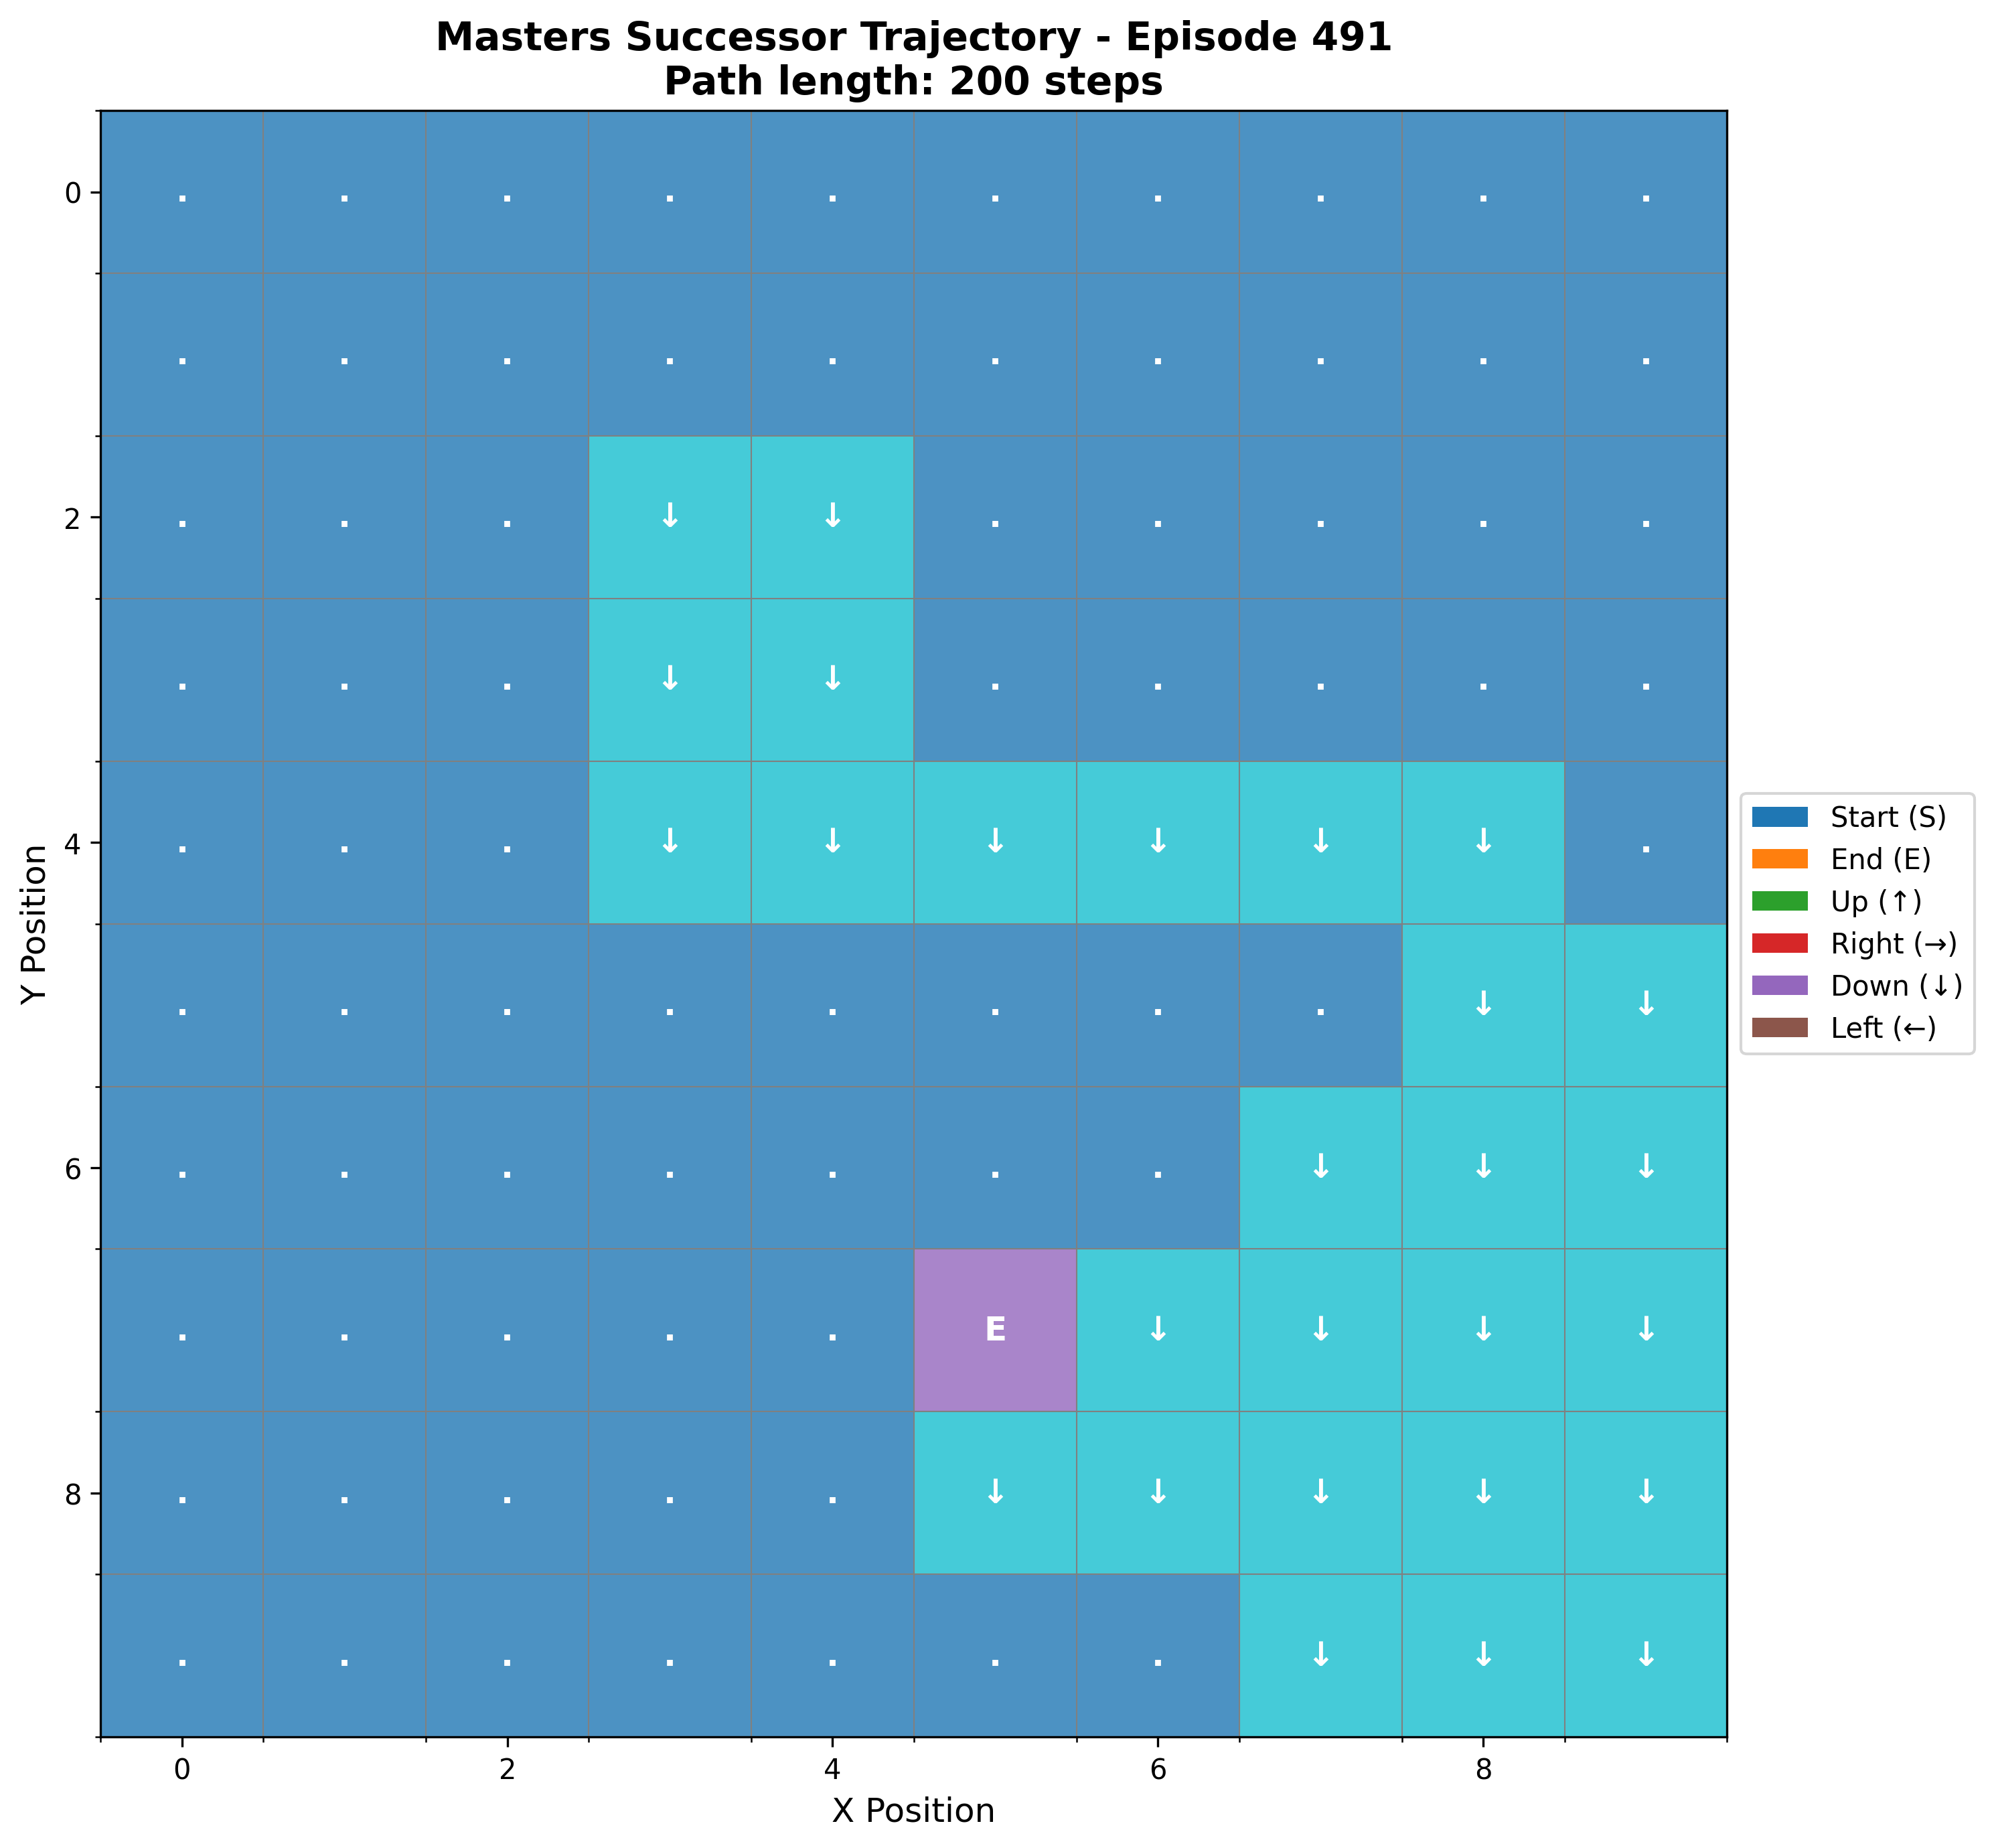 Masters Successor Trajectory - Episode 491
Path length: 200 steps
0 . . . . . . . . . .
. . . . . . . . . .
2 . . . ↓ ↓ . . . . .
. . . ↓ ↓ . . . . .
4 . . . ↓ ↓ ↓ ↓ ↓ ↓ .
. . . . . . . . ↓ ↓
6 . . . . . . . ↓ ↓ ↓
. . . . . E ↓ ↓ ↓ ↓
8 . . . . . ↓ ↓ ↓ ↓ ↓
. . . . . . . ↓ ↓ ↓
0 2 4 6 8
X Position
Y Position
Start (S)
End (E)
Up (↑)
Right (→)
Down (↓)
Left (←)